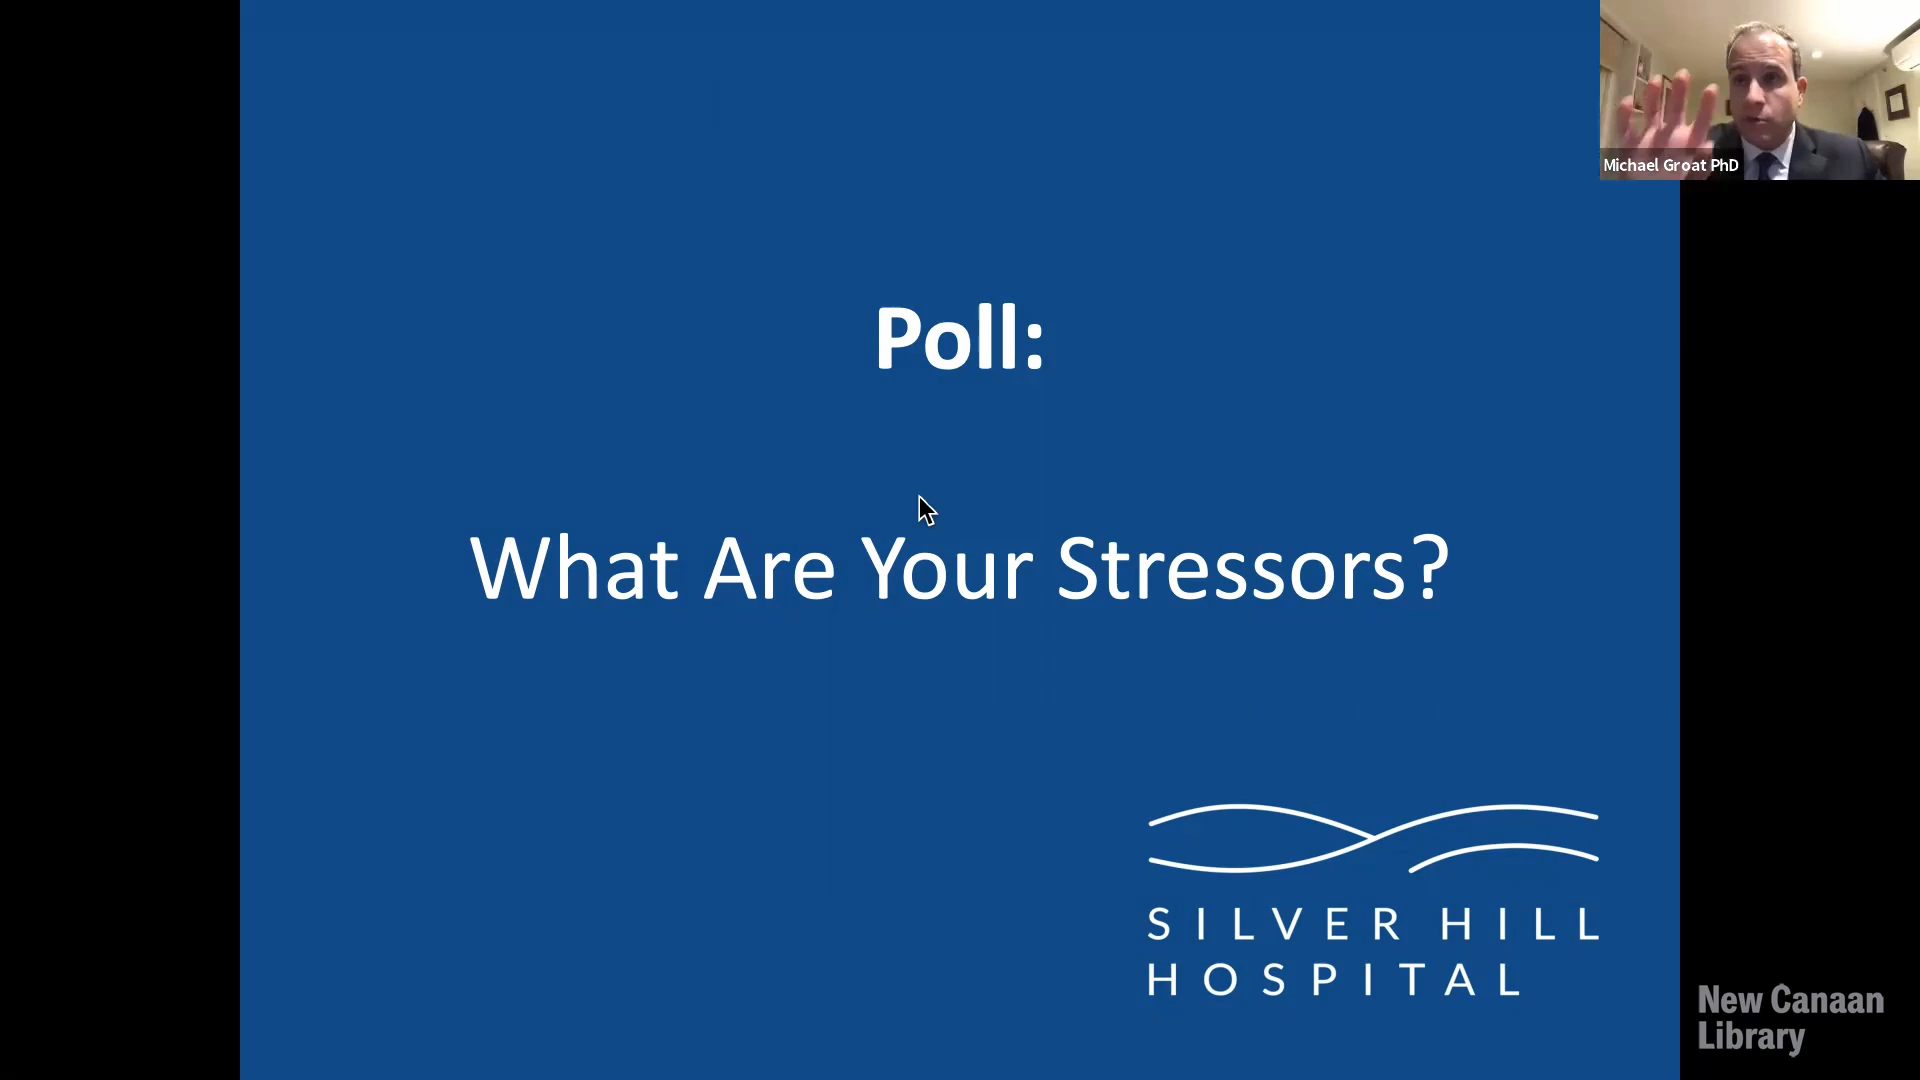 Michael Groat PhD
Poll:
What Are Your Stressors?
SILVER HILL
HOSPITAL
New Canaan
Library